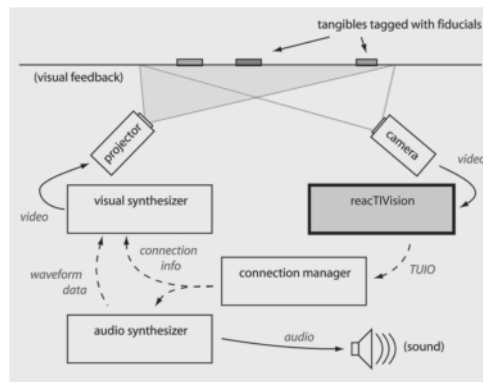 tangibles tagged with fiducials
(visual feedback)
projector
camera
video
video
visual synthesizer
reacTIVision
connection
info
TUIO
waveform
data
connection manager
audio synthesizer
audio
(sound)